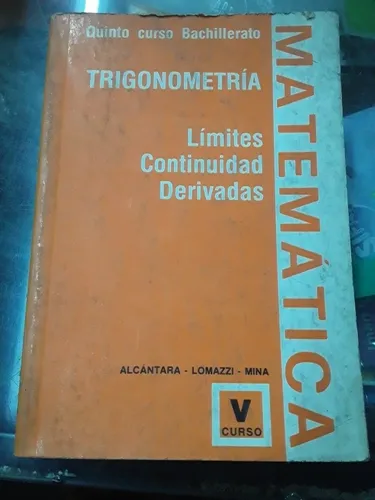 Quinto curso Bachillerato
TRIGONOMETRÍA
Límites
Continuidad
Derivadas
MATEMÁTICA
ALCÁNTARA - LOMAZZI - MINA
V
CURSO